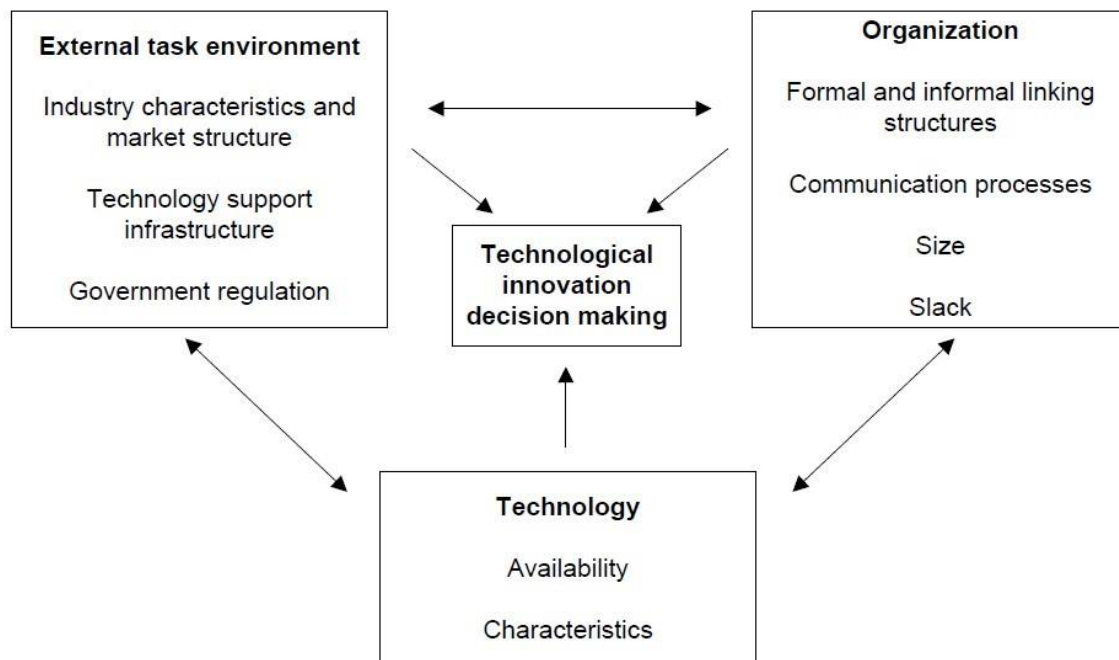 External task environment
Industry characteristics and
market structure
Technology support
infrastructure
Government regulation
Organization
Formal and informal linking
structures
Communication processes
Size
Slack
Technological
innovation
decision making
Technology
Availability
Characteristics